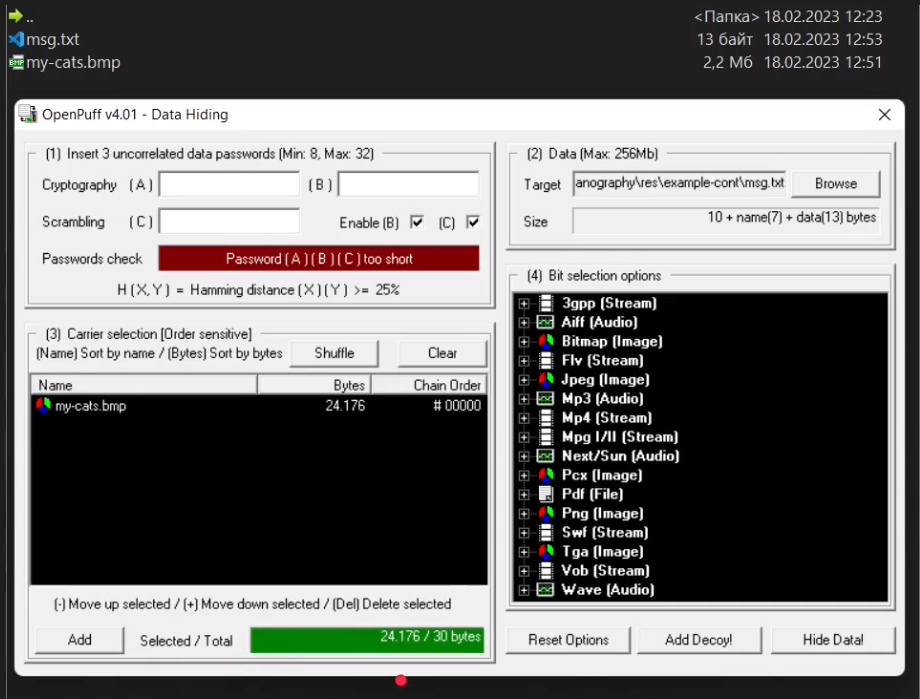 ..
<Папка> 18.02.2023 12:23
msg.txt
13 байт 18.02.2023 12:53
BMP
my-cats.bmp
2,2 Мб 18.02.2023 12:51
OpenPuff v4.01 - Data Hiding
(1) Insert 3 uncorrelated data passwords (Min: 8, Max: 32)
Cryptography (A) (B)
Scrambling (C) Enable (B) (C)
Passwords check Password (A) (B) (C) too short
H (X,Y) = Hamming distance (X)(Y) >= 25%
(2) Data (Max: 256Mb)
Target anography\res\example-cont\msg.txt Browse
Size 10 + name(7) + data(13) bytes
(3) Carrier selection [Order sensitive]
(Name) Sort by name / (Bytes) Sort by bytes Shuffle Clear
Name Bytes Chain Order
my-cats.bmp 24.176 # 00000
(-) Move up selected / (+) Move down selected / (Del) Delete selected
Add Selected / Total 24.176 / 30 bytes
(4) Bit selection options
3gpp (Stream)
Aiff (Audio)
Bitmap (Image)
Flv (Stream)
Jpeg (Image)
Mp3 (Audio)
Mp4 (Stream)
Mpg I/II (Stream)
Next/Sun (Audio)
Pcx (Image)
Pdf (File)
Png (Image)
Swf (Stream)
Tga (Image)
Vob (Stream)
Wave (Audio)
Reset Options Add Decoy! Hide Data!